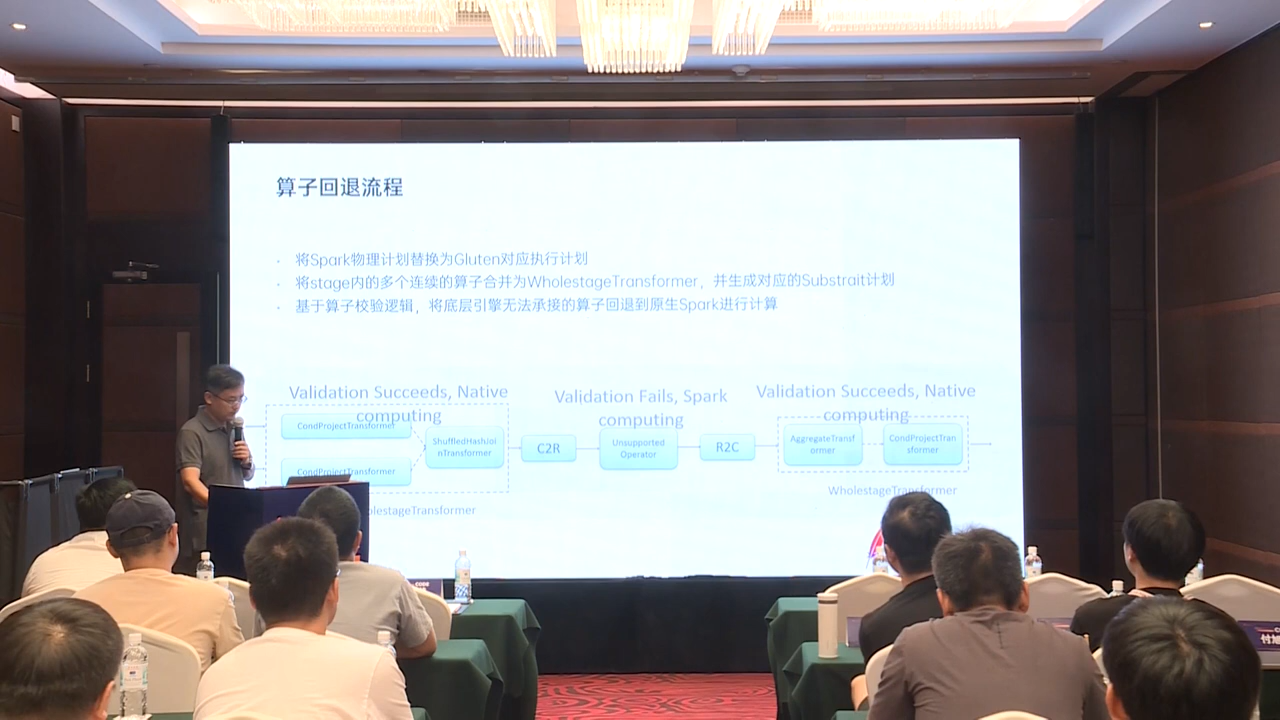 算子回退流程
将Spark物理计划替换为Gluten对应执行计划
将stage内的多个连续的算子合并为WholestageTransformer，并生成对应的Substrait计划
基于算子校验逻辑，将底层引擎无法承接的算子回退到原生Spark进行计算
Validation Succeeds, Native
computing
Validation Fails, Spark
computing
Validation Succeeds, Native
computing
CondProjectTransformer
CondProjectTransformer
ShuffledHashJoi
nTransformer
C2R
Unsupported
Operator
R2C
AggregateTransf
ormer
CondProjectTran
sformer
olestageTransformer
WholestageTransformer
付